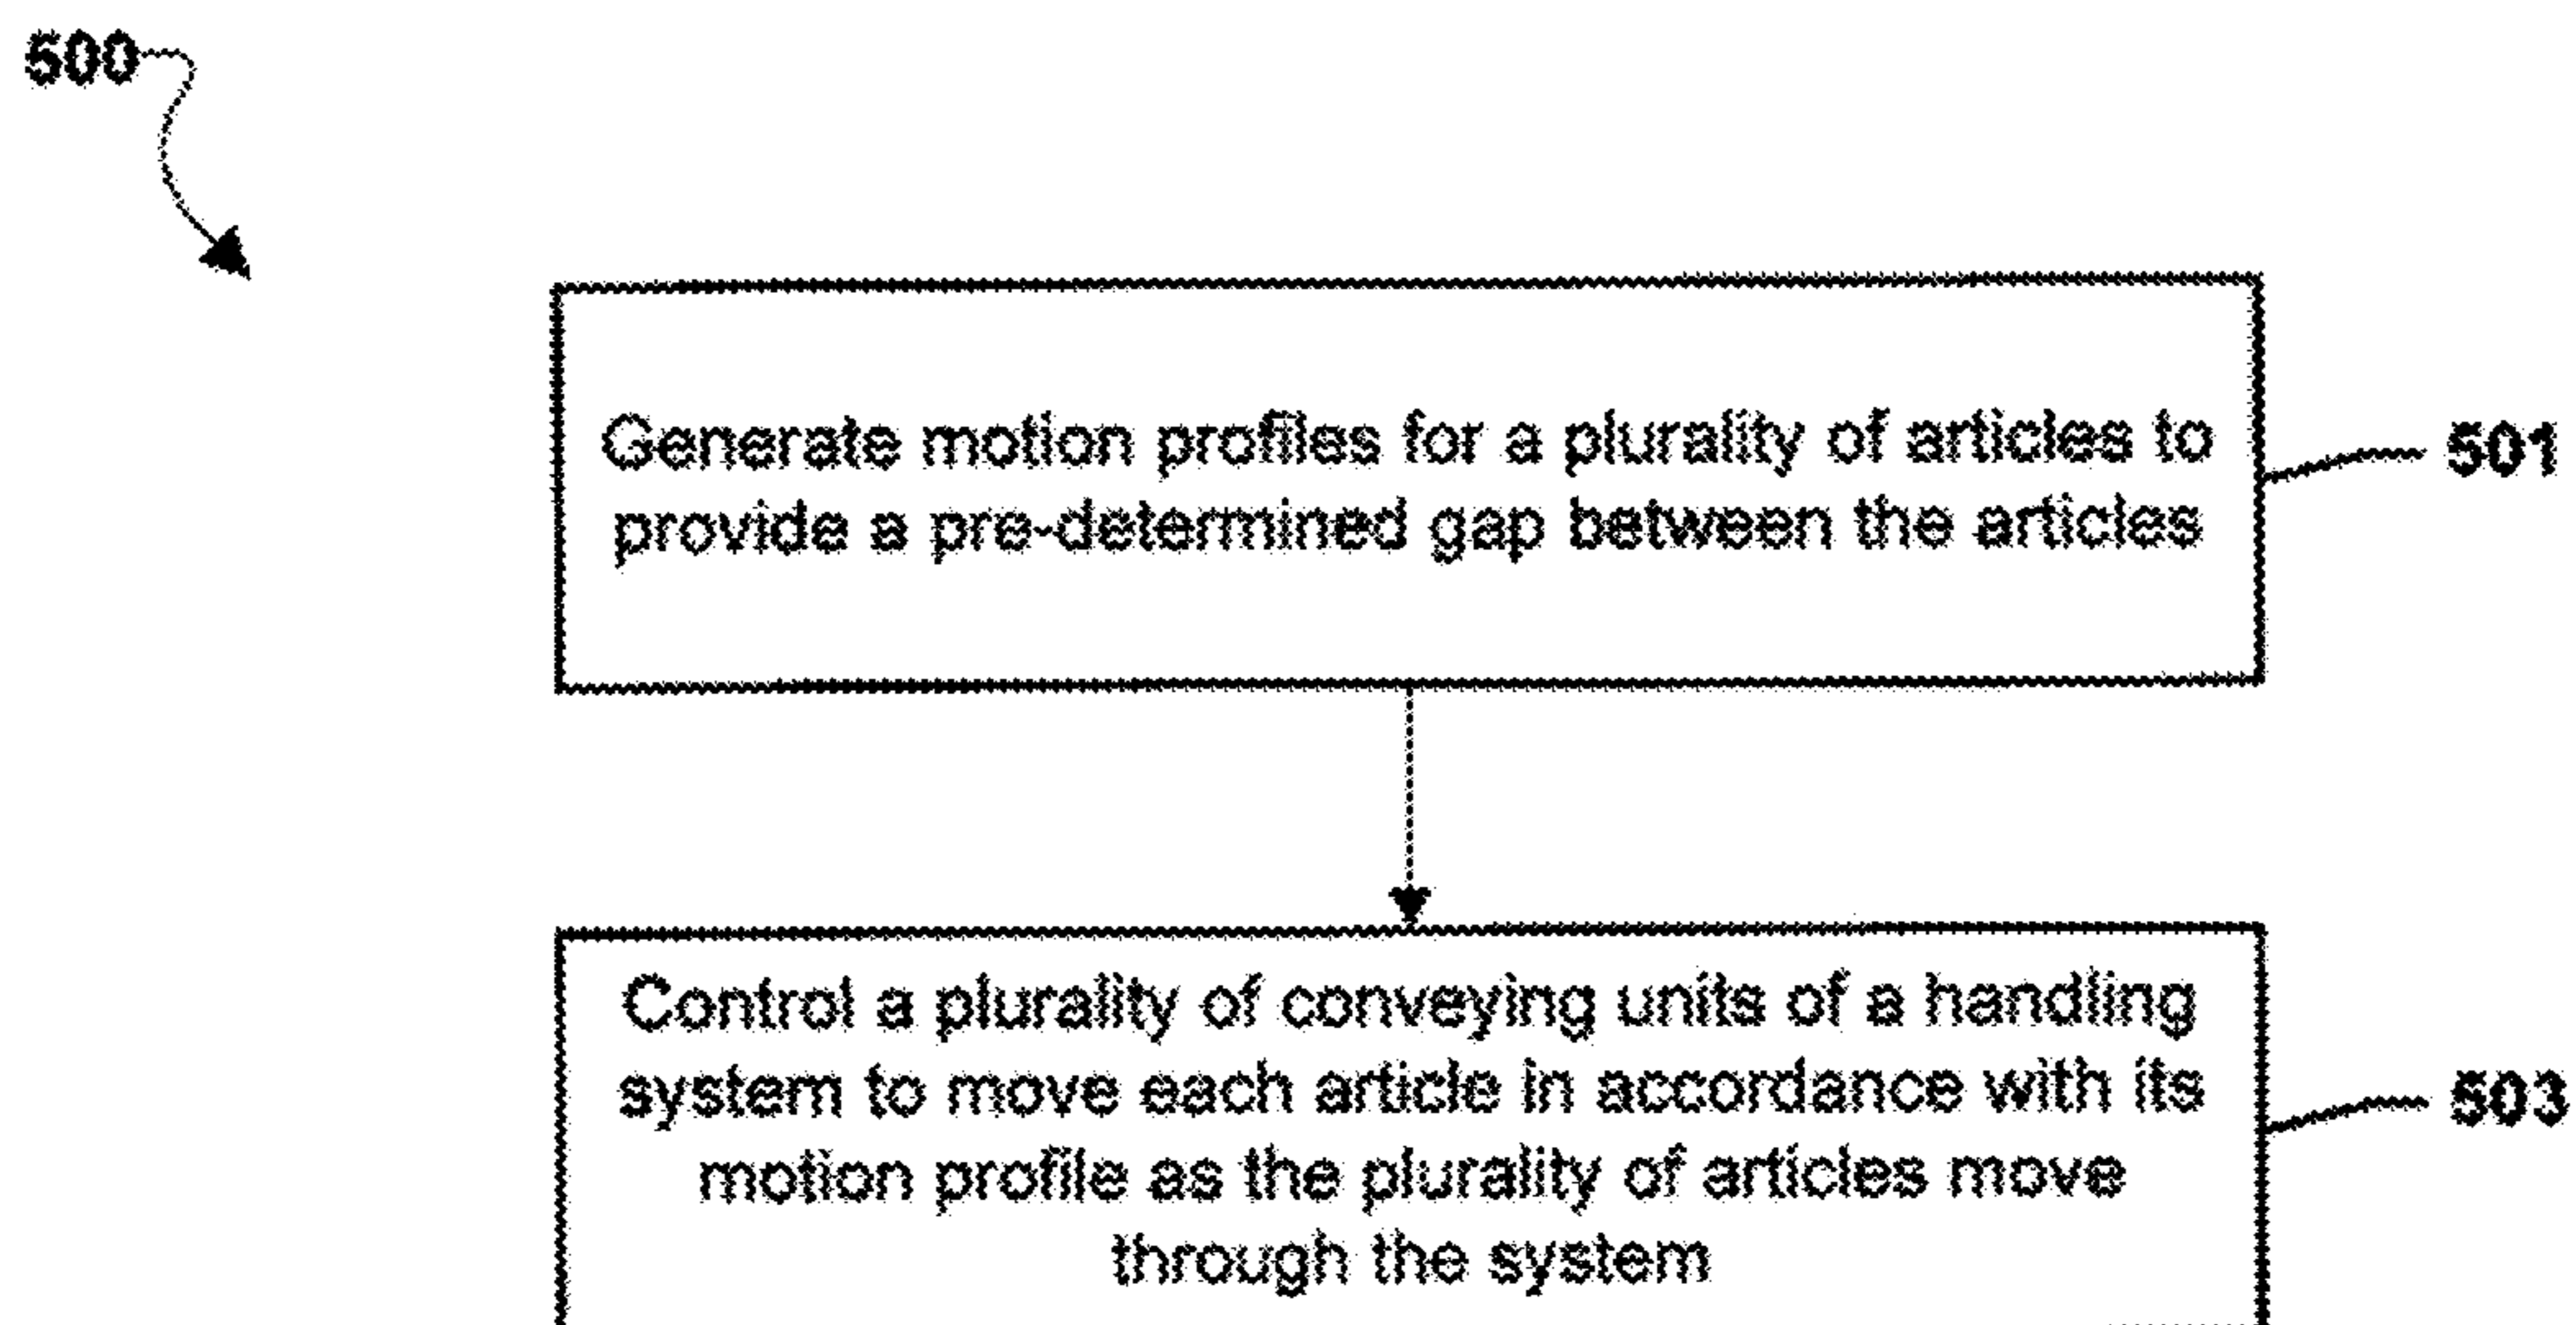 500
Generate motion profiles for a plurality of articles to
provide a pre-determined gap between the articles
501
Control a plurality of conveying units of a handling
system to move each article in accordance with its
motion profile as the plurality of articles move
through the system
503